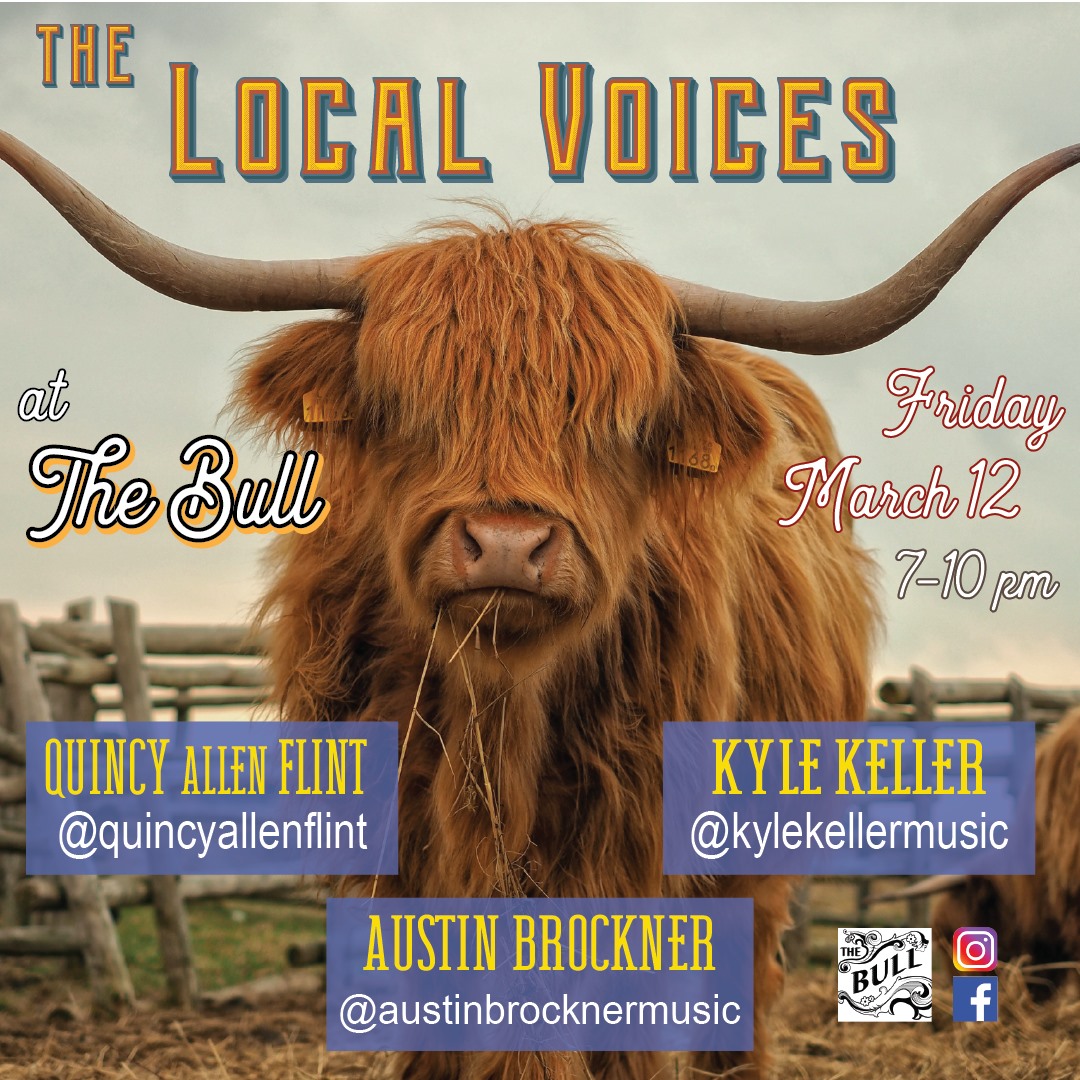 THE
LOCAL VOICES
at
The Bull
Friday
March 12
7-10 pm
QUINCY ALLEN FLINT
@quincyallenflint
KYLE KELLER
@kylekellermusic
AUSTIN BROCKNER
@austinbrocknermusic
THE
BULL